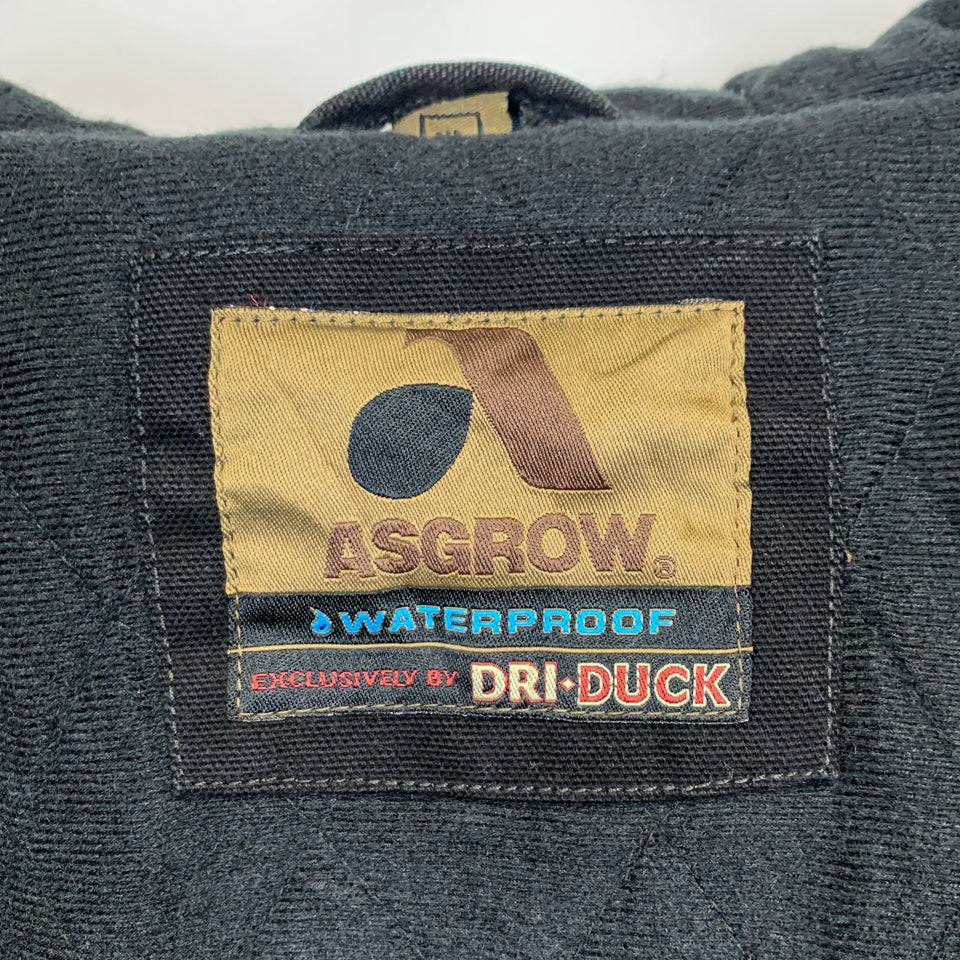 ASGROW®
WATERPROOF
EXCLUSIVELY BY DRI•DUCK